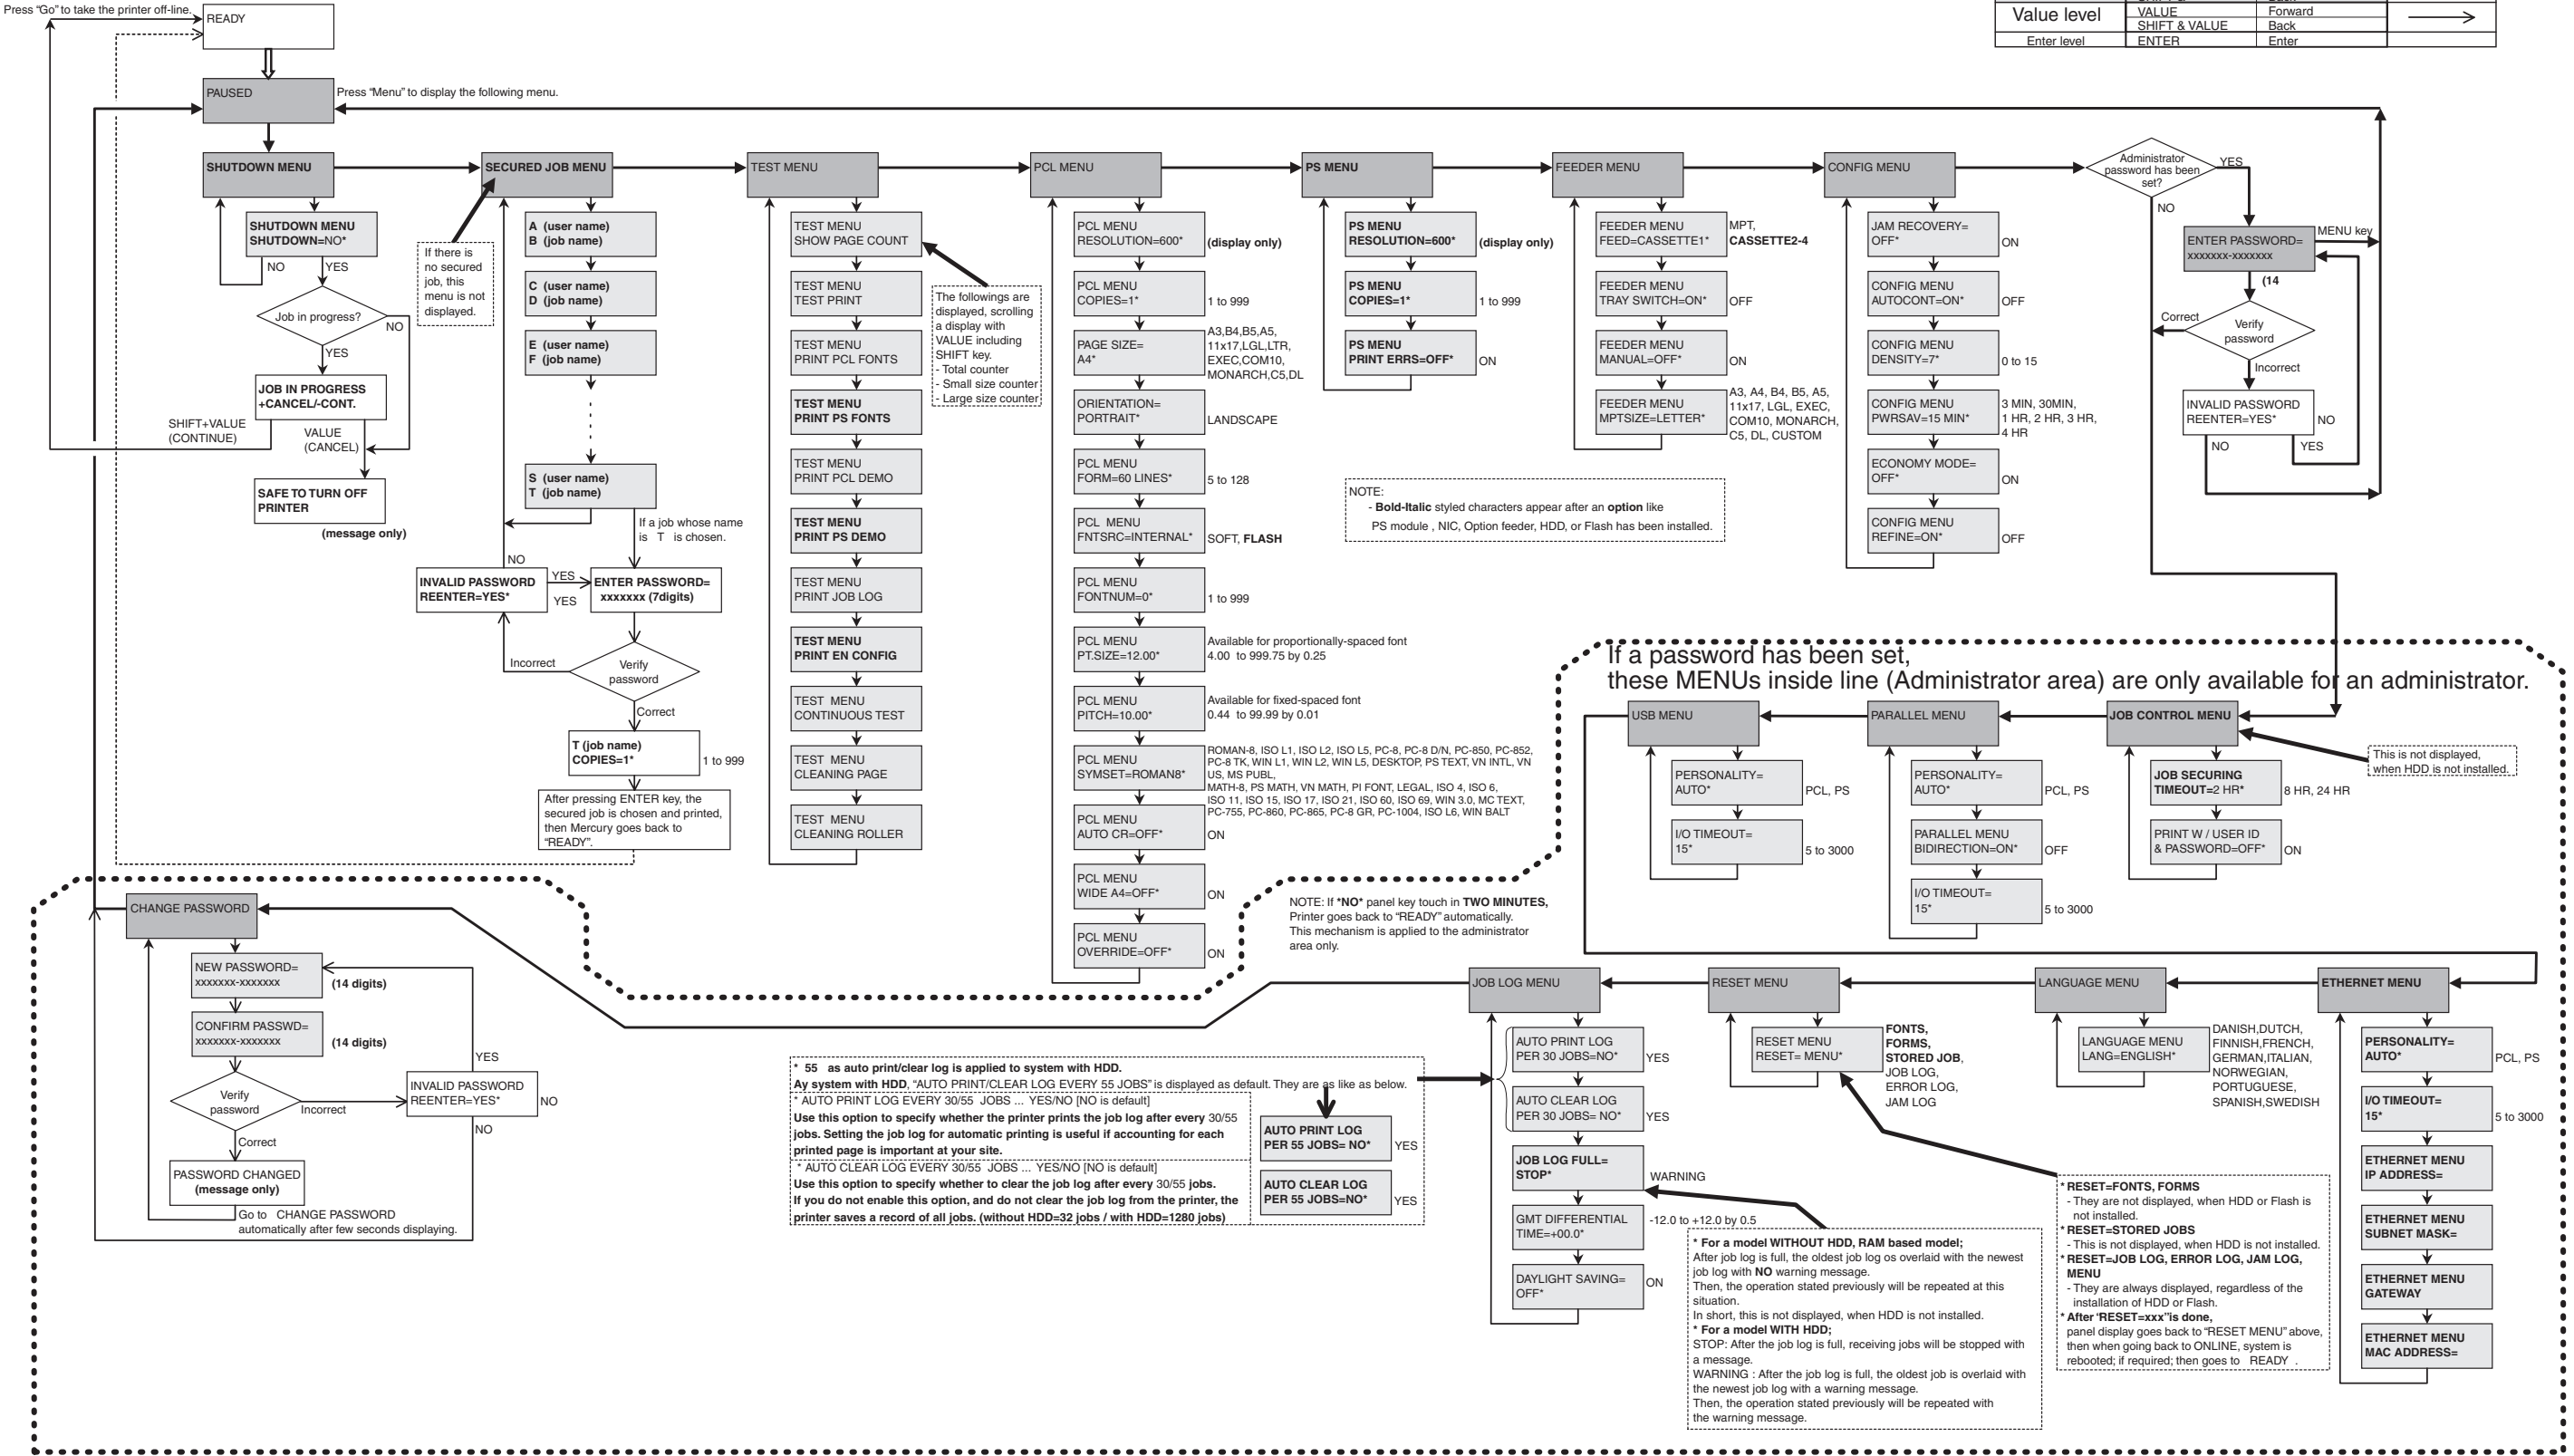 Press “Go” to take the printer off-line.
READY
Value level
VALUE
Forward
SHIFT & VALUE
Back
Enter level
ENTER
Enter
PAUSED
Press “Menu” to display the following menu.
SHUTDOWN MENU
SHUTDOWN MENU
SHUTDOWN=NO*
NO
YES
Job in progress?
NO
YES
JOB IN PROGRESS
+CANCEL/-CONT.
SHIFT+VALUE
(CONTINUE)
VALUE
(CANCEL)
SAFE TO TURN OFF
PRINTER
(message only)
SECURED JOB MENU
If there is
no secured
job, this
menu is not
displayed.
A (user name)
B (job name)
C (user name)
D (job name)
E (user name)
F (job name)
S (user name)
T (job name)
If a job whose name
is T is chosen.
NO
INVALID PASSWORD
REENTER=YES*
YES
YES
ENTER PASSWORD=
xxxxxxx (7digits)
Incorrect
Verify
password
Correct
T (job name)
COPIES=1*
1 to 999
After pressing ENTER key, the
secured job is chosen and printed,
then Mercury goes back to
“READY”.
TEST MENU
TEST MENU
SHOW PAGE COUNT
TEST MENU
TEST PRINT
TEST MENU
PRINT PCL FONTS
TEST MENU
PRINT PS FONTS
TEST MENU
PRINT PCL DEMO
TEST MENU
PRINT PS DEMO
TEST MENU
PRINT JOB LOG
TEST MENU
PRINT EN CONFIG
TEST MENU
CONTINUOUS TEST
TEST MENU
CLEANING PAGE
TEST MENU
CLEANING ROLLER
The followings are
displayed, scrolling
a display with
VALUE including
SHIFT key.
- Total counter
- Small size counter
- Large size counter
PCL MENU
PCL MENU
RESOLUTION=600*
(display only)
PCL MENU
COPIES=1*
1 to 999
PAGE SIZE=
A4*
A3,B4,B5,A5,
11x17,LGL,LTR,
EXEC,COM10,
MONARCH,C5,DL
ORIENTATION=
PORTRAIT*
LANDSCAPE
PCL MENU
FORM=60 LINES*
5 to 128
PCL MENU
FNTSRC=INTERNAL*
SOFT, FLASH
PCL MENU
FONTNUM=0*
1 to 999
PCL MENU
PT.SIZE=12.00*
Available for proportionally-spaced font
4.00 to 999.75 by 0.25
PCL MENU
PITCH=10.00*
Available for fixed-spaced font
0.44 to 99.99 by 0.01
PCL MENU
SYMSET=ROMAN8*
ROMAN-8, ISO L1, ISO L2, ISO L5, PC-8, PC-8 D/N, PC-850, PC-852,
PC-8 TK, WIN L1, WIN L2, WIN L5, DESKTOP, PS TEXT, VN INTL, VN
US, MS PUBL,
MATH-8, PS MATH, VN MATH, PI FONT, LEGAL, ISO 4, ISO 6,
ISO 11, ISO 15, ISO 17, ISO 21, ISO 60, ISO 69, WIN 3.0, MC TEXT,
PC-755, PC-860, PC-865, PC-8 GR, PC-1004, ISO L6, WIN BALT
PCL MENU
AUTO CR=OFF*
ON
PCL MENU
WIDE A4=OFF*
ON
PCL MENU
OVERRIDE=OFF*
ON
PS MENU
PS MENU
RESOLUTION=600*
(display only)
PS MENU
COPIES=1*
1 to 999
PS MENU
PRINT ERRS=OFF*
ON
FEEDER MENU
FEEDER MENU
FEED=CASSETTE1*
MPT,
CASSETTE2-4
FEEDER MENU
TRAY SWITCH=ON*
OFF
FEEDER MENU
MANUAL=OFF*
ON
FEEDER MENU
MPTSIZE=LETTER*
A3, A4, B4, B5, A5,
11x17, LGL, EXEC,
COM10, MONARCH,
C5, DL, CUSTOM
NOTE:
- Bold-Italic styled characters appear after an option like
PS module , NIC, Option feeder, HDD, or Flash has been installed.
CONFIG MENU
JAM RECOVERY=
OFF*
ON
CONFIG MENU
AUTOCONT=ON*
OFF
CONFIG MENU
DENSITY=7*
0 to 15
CONFIG MENU
PWRSAV=15 MIN*
3 MIN, 30MIN,
1 HR, 2 HR, 3 HR,
4 HR
ECONOMY MODE=
OFF*
ON
CONFIG MENU
REFINE=ON*
OFF
Administrator
password has been
set?
YES
NO
ENTER PASSWORD=
xxxxxxx-xxxxxxx
MENU key
(14
Correct
Verify
password
Incorrect
INVALID PASSWORD
REENTER=YES*
NO
NO
YES
If a password has been set,
these MENUs inside line (Administrator area) are only available for an administrator.
USB MENU
PERSONALITY=
AUTO*
PCL, PS
I/O TIMEOUT=
15*
5 to 3000
PARALLEL MENU
PERSONALITY=
AUTO*
PCL, PS
PARALLEL MENU
BIDIRECTION=ON*
OFF
I/O TIMEOUT=
15*
5 to 3000
JOB CONTROL MENU
This is not displayed,
when HDD is not installed.
JOB SECURING
TIMEOUT=2 HR*
8 HR, 24 HR
PRINT W / USER ID
& PASSWORD=OFF*
ON
NOTE: If *NO* panel key touch in TWO MINUTES,
Printer goes back to “READY” automatically.
This mechanism is applied to the administrator
area only.
CHANGE PASSWORD
NEW PASSWORD=
xxxxxxx-xxxxxxx
(14 digits)
CONFIRM PASSWD=
xxxxxxx-xxxxxxx
(14 digits)
Verify
password
Incorrect
YES
INVALID PASSWORD
REENTER=YES*
NO
NO
Correct
PASSWORD CHANGED
(message only)
Go to CHANGE PASSWORD
automatically after few seconds displaying.
* 55 as auto print/clear log is applied to system with HDD.
Ay system with HDD, “AUTO PRINT/CLEAR LOG EVERY 55 JOBS” is displayed as default. They are as like as below.
* AUTO PRINT LOG EVERY 30/55 JOBS ... YES/NO [NO is default]
Use this option to specify whether the printer prints the job log after every 30/55
jobs. Setting the job log for automatic printing is useful if accounting for each
printed page is important at your site.
* AUTO CLEAR LOG EVERY 30/55 JOBS ... YES/NO [NO is default]
Use this option to specify whether to clear the job log after every 30/55 jobs.
If you do not enable this option, and do not clear the job log from the printer, the
printer saves a record of all jobs. (without HDD=32 jobs / with HDD=1280 jobs)
AUTO PRINT LOG
PER 55 JOBS= NO*
YES
AUTO CLEAR LOG
PER 55 JOBS=NO*
YES
JOB LOG MENU
AUTO PRINT LOG
PER 30 JOBS=NO*
YES
AUTO CLEAR LOG
PER 30 JOBS= NO*
YES
JOB LOG FULL=
STOP*
WARNING
GMT DIFFERENTIAL
TIME=+00.0*
-12.0 to +12.0 by 0.5
DAYLIGHT SAVING=
OFF*
ON
* For a model WITHOUT HDD, RAM based model;
After job log is full, the oldest job log os overlaid with the newest
job log with NO warning message.
Then, the operation stated previously will be repeated at this
situation.
In short, this is not displayed, when HDD is not installed.
* For a model WITH HDD;
STOP: After the job log is full, receiving jobs will be stopped with
a message.
WARNING : After the job log is full, the oldest job is overlaid with
the newest job log with a warning message.
Then, the operation stated previously will be repeated with
the warning message.
RESET MENU
RESET MENU
RESET= MENU*
FONTS,
FORMS,
STORED JOB,
JOB LOG,
ERROR LOG,
JAM LOG
* RESET=FONTS, FORMS
- They are not displayed, when HDD or Flash is
not installed.
* RESET=STORED JOBS
- This is not displayed, when HDD is not installed.
* RESET=JOB LOG, ERROR LOG, JAM LOG,
MENU
- They are always displayed, regardless of the
installation of HDD or Flash.
* After ‘RESET=xxx” is done,
panel display goes back to “RESET MENU” above,
then when going back to ONLINE, system is
rebooted; if required; then goes to READY .
LANGUAGE MENU
LANGUAGE MENU
LANG=ENGLISH*
DANISH,DUTCH,
FINNISH,FRENCH,
GERMAN,ITALIAN,
NORWEGIAN,
PORTUGUESE,
SPANISH,SWEDISH
ETHERNET MENU
PERSONALITY=
AUTO*
PCL, PS
I/O TIMEOUT=
15*
5 to 3000
ETHERNET MENU
IP ADDRESS=
ETHERNET MENU
SUBNET MASK=
ETHERNET MENU
GATEWAY
ETHERNET MENU
MAC ADDRESS=